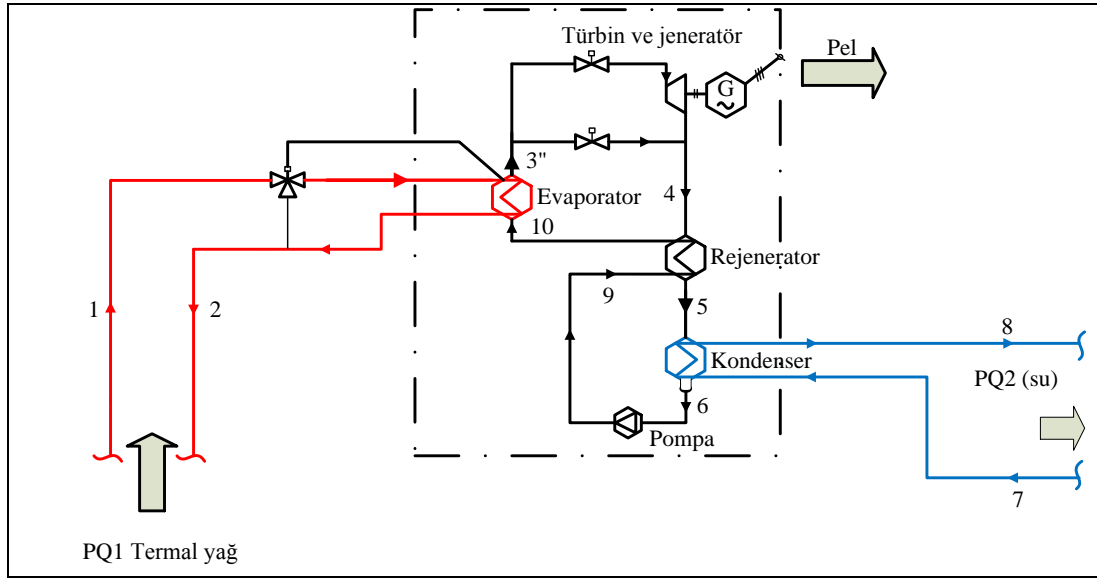 Türbin ve jeneratör
Pel
G
3"
Evaporator
4
10
Rejenerator
9
5
1
2
8
Kondenser
PQ2 (su)
6
Pompa
7
PQ1 Termal yağ